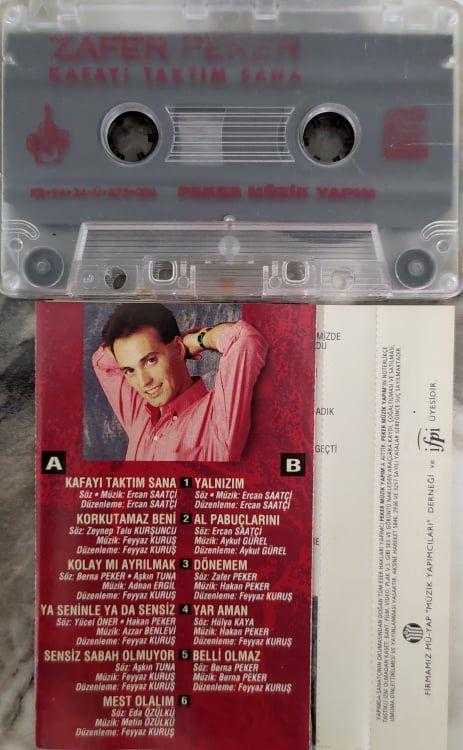 ZAFER PEKER
KAFAYI TAKTIM SANA
PEKER MÜZİK YAPIM
A
B
KAFAYI TAKTIM SANA
Söz • Müzik: Ercan SAATÇİ
Düzenleme: Ercan SAATÇİ
KORKUTAMAZ BENİ
Söz: Zeynep Talu KURŞUNCU
Müzik: Feyyaz KURUŞ
Düzenleme: Feyyaz KURUŞ
KOLAY MI AYRILMAK
Söz: Berna PEKER • Aşkın TUNA
Müzik: Adnan ERGİL
Düzenleme: Feyyaz KURUŞ
YA SENİNLE YA DA SENSİZ
Söz: Yücel ÖNER • Hakan PEKER
Müzik: Azzar BENLEVİ
Düzenleme: Feyyaz KURUŞ
SENSİZ SABAH OLMUYOR
Söz: Aşkın TUNA
Müzik: Feyyaz KURUŞ
Düzenleme: Feyyaz KURUŞ
MEST OLALIM
Söz: Eda ÖZÜLKÜ
Müzik: Metin ÖZÜLKÜ
Düzenleme: Feyyaz KURUŞ
1
2
3
4
5
6
YALNIZIM
Söz • Müzik: Ercan SAATÇİ
Düzenleme: Ercan SAATÇİ
AL PABUÇLARINI
Söz: Ercan SAATÇİ
Müzik: Aykut GÜREL
Düzenleme: Aykut GÜREL
DÖNEMEM
Söz: Zafer PEKER
Müzik: Hakan PEKER
Düzenleme: Feyyaz KURUŞ
YAR AMAN
Söz: Hülya KAYA
Müzik: Hakan PEKER
Düzenleme: Feyyaz KURUŞ
BELLİ OLMAZ
Söz: Berna PEKER
Müzik: Berna PEKER
Düzenleme: Feyyaz KURUŞ
MİZDE
DU
ADIK
GEÇTİ
FİRMAMIZ MÜ-YAP "MÜZİK YAPIMCILARI" DERNEĞİ ve ifpi ÜYESİDİR